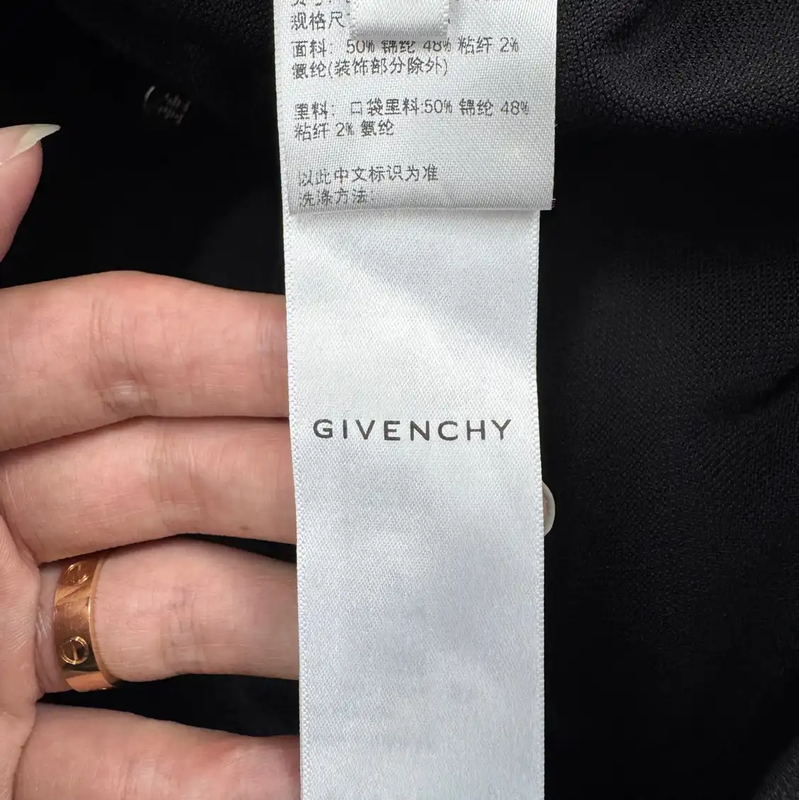 规格尺
面料：50% 锦纶 48% 粘纤 2%
氨纶(装饰部分除外)
里料：口袋里料:50% 锦纶 48%
粘纤 2% 氨纶
以此中文标识为准
洗涤方法：
GIVENCHY